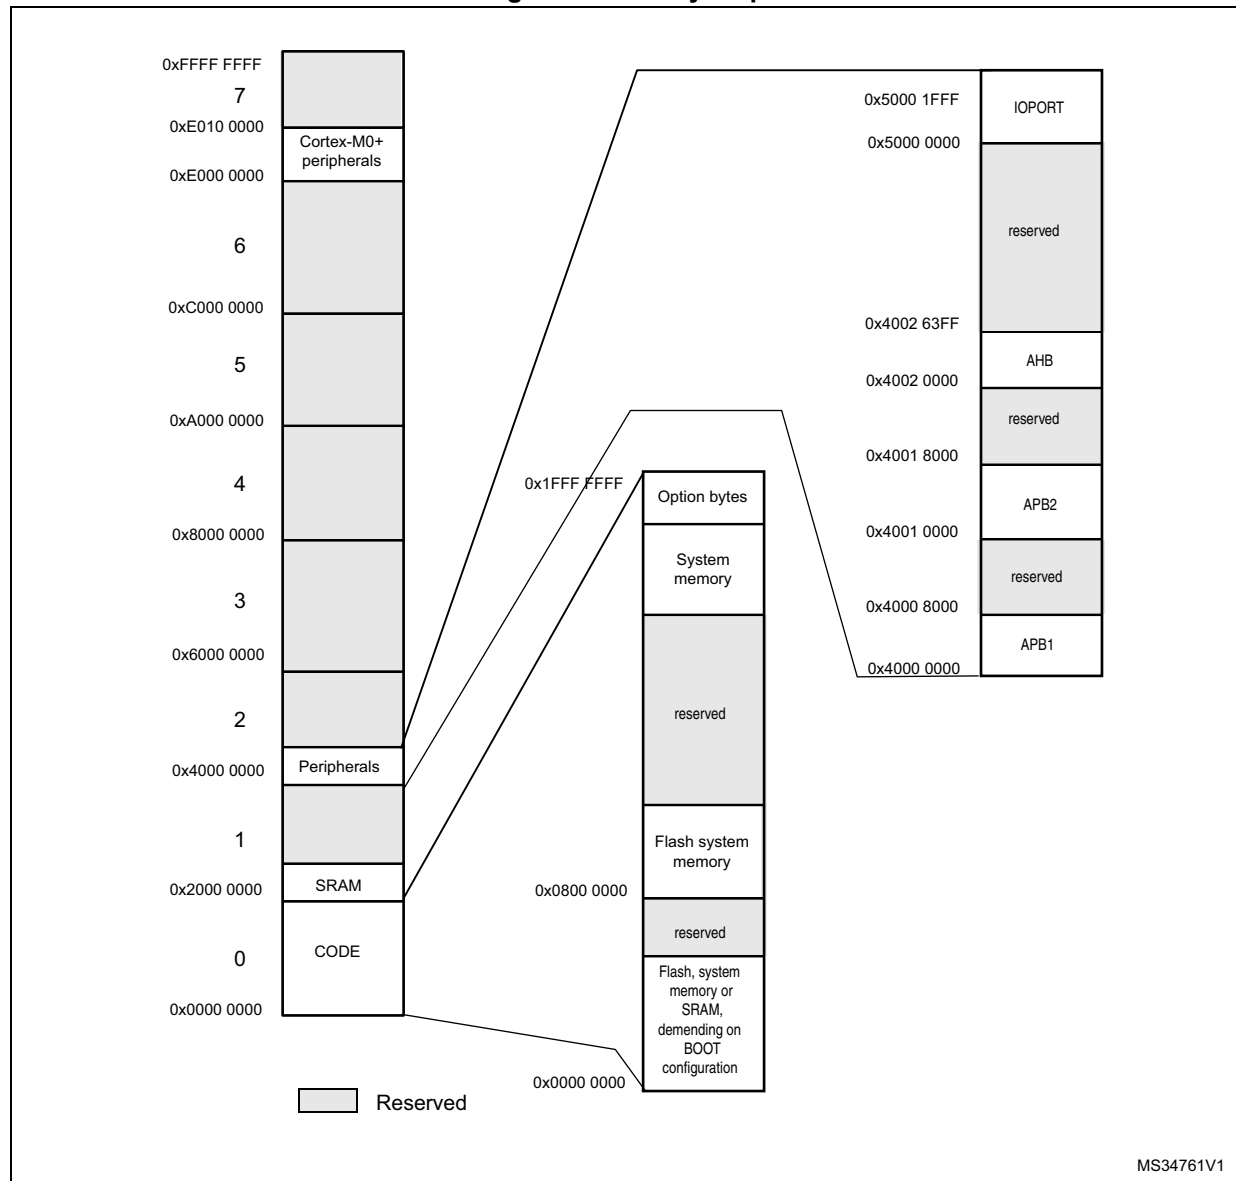 0xFFFF FFFF
7
0xE010 0000
Cortex-M0+
peripherals
0xE000 0000
6
0xC000 0000
5
0xA000 0000
4
0x8000 0000
3
0x6000 0000
2
0x4000 0000
Peripherals
1
0x2000 0000
SRAM
CODE
0
0x0000 0000
Reserved
0x1FFF FFFF
Option bytes
System
memory
reserved
Flash system
memory
0x0800 0000
reserved
Flash, system
memory or
SRAM,
demending on
BOOT
configuration
0x0000 0000
0x5000 1FFF
IOPORT
0x5000 0000
reserved
0x4002 63FF
AHB
0x4002 0000
reserved
0x4001 8000
APB2
0x4001 0000
reserved
0x4000 8000
APB1
0x4000 0000
MS34761V1